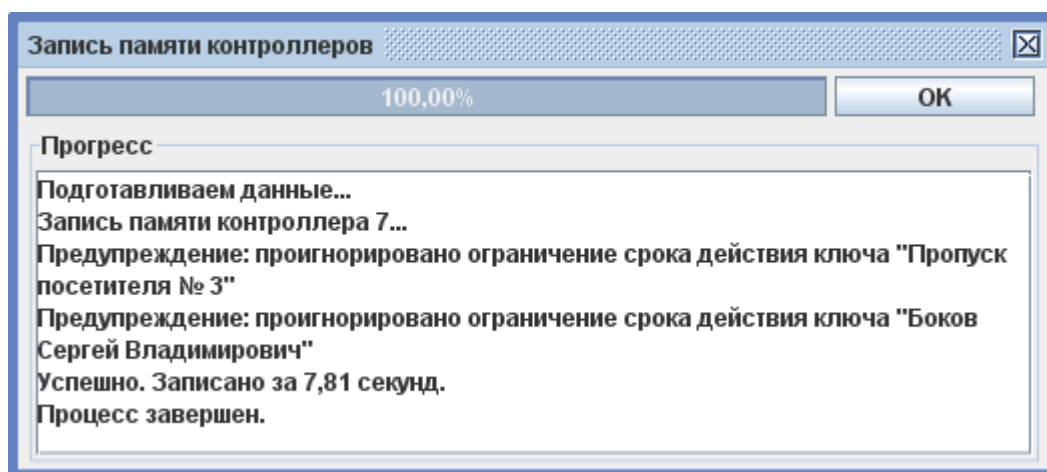 Запись памяти контроллеров
100,00%
OK
Прогресс
Подготавливаем данные...
Запись памяти контроллера 7...
Предупреждение: проигнорировано ограничение срока действия ключа "Пропуск
посетителя № 3"
Предупреждение: проигнорировано ограничение срока действия ключа "Боков
Сергей Владимирович"
Успешно. Записано за 7,81 секунд.
Процесс завершен.